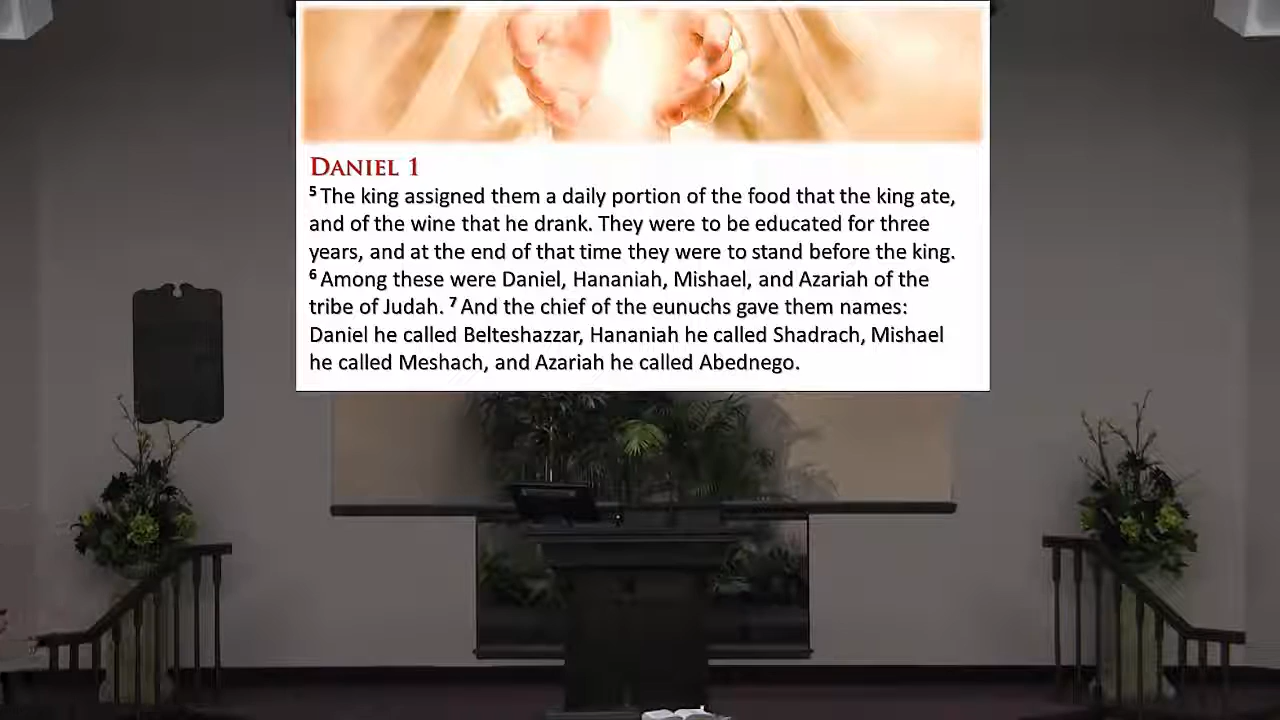 DANIEL 1
5 The king assigned them a daily portion of the food that the king ate,
and of the wine that he drank. They were to be educated for three
years, and at the end of that time they were to stand before the king.
6 Among these were Daniel, Hananiah, Mishael, and Azariah of the
tribe of Judah. 7 And the chief of the eunuchs gave them names:
Daniel he called Belteshazzar, Hananiah he called Shadrach, Mishael
he called Meshach, and Azariah he called Abednego.